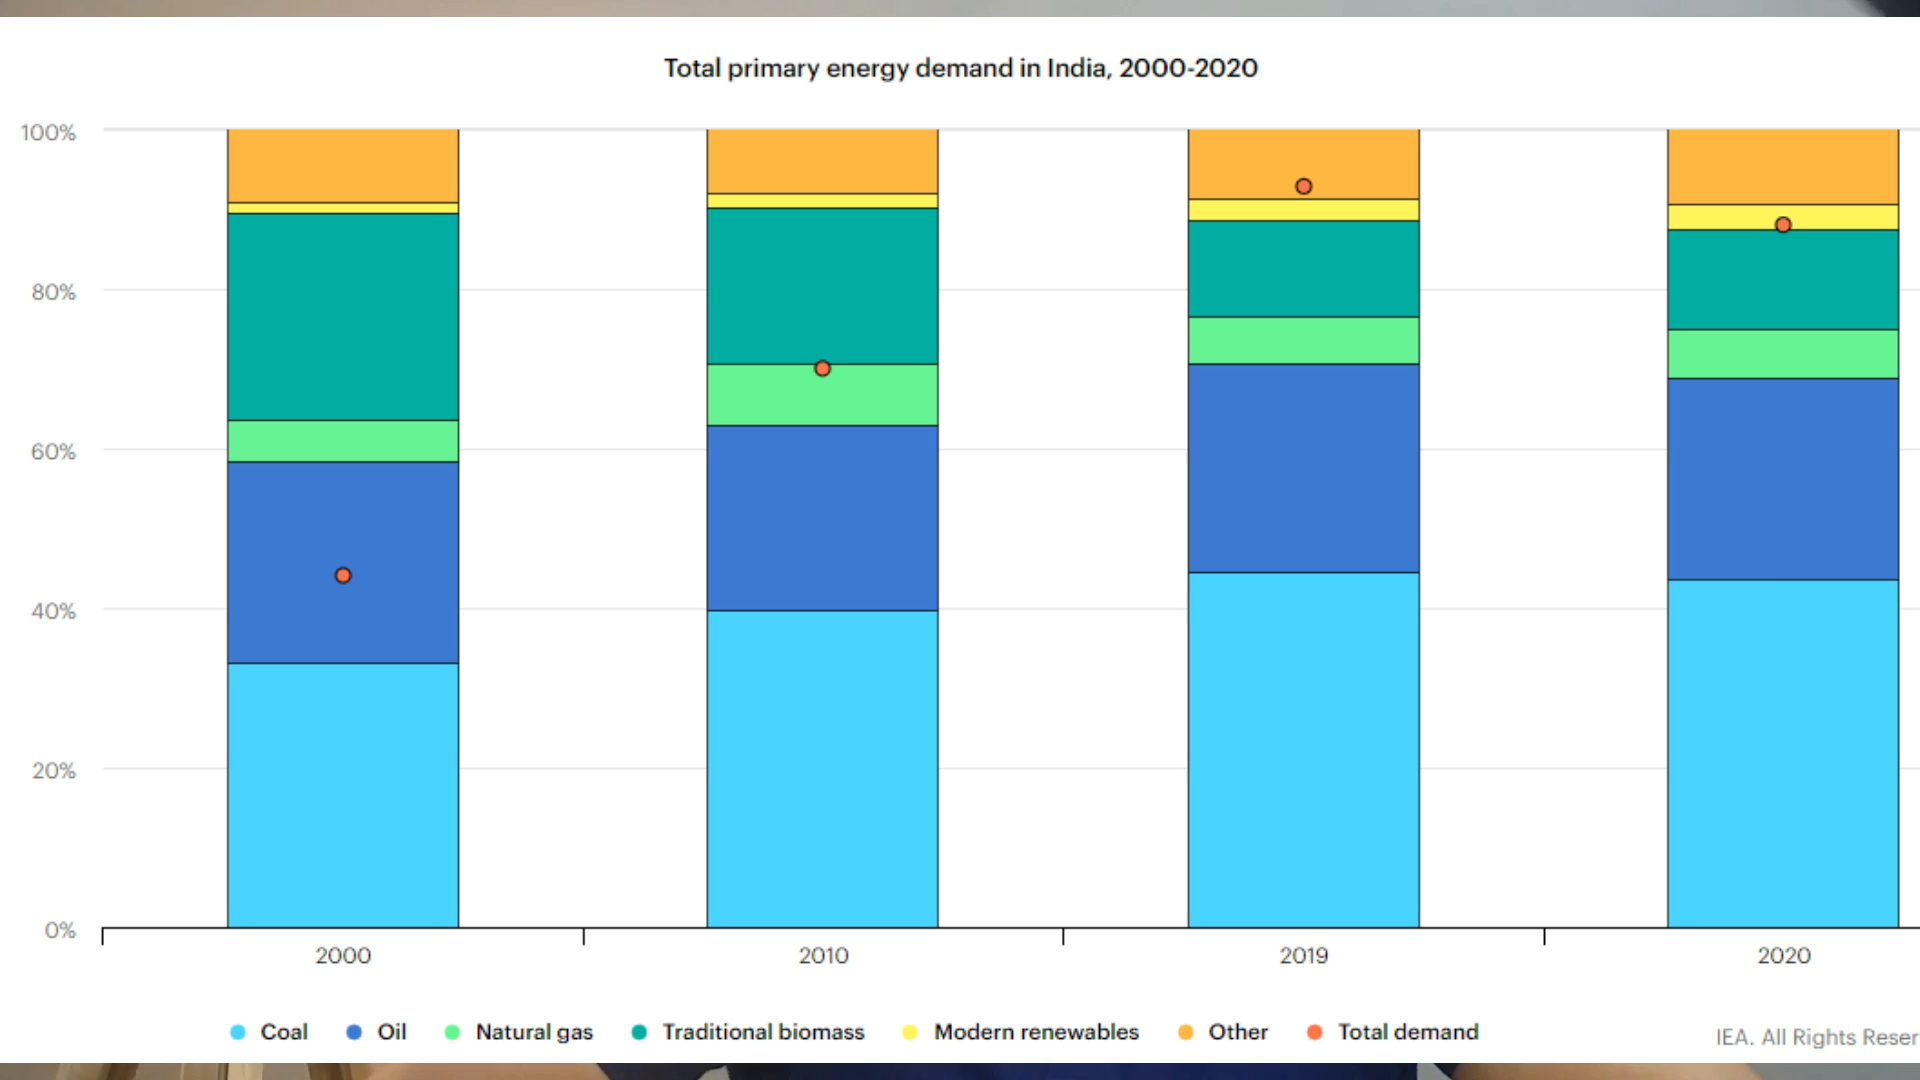 Total primary energy demand in India, 2000-2020
100%
80%
60%
40%
20%
0%
2000 2010 2019 2020
Coal Oil Natural gas Traditional biomass Modern renewables Other Total demand
IEA. All Rights Reser